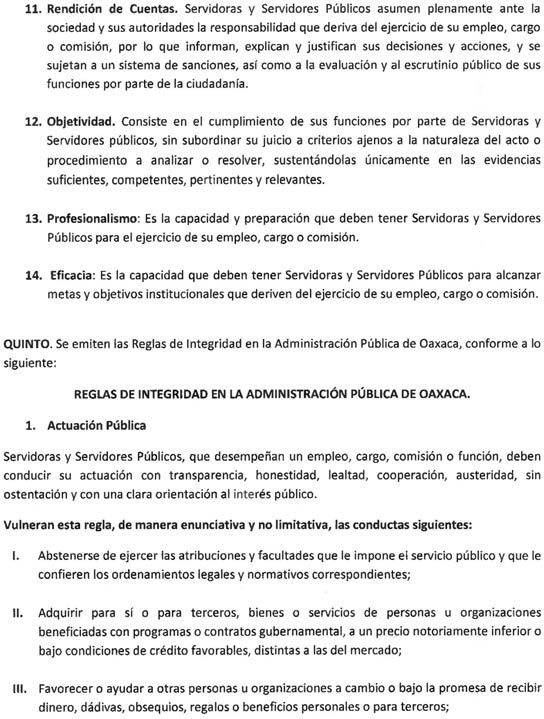 11. Rendición de Cuentas. Servidoras y Servidores Públicos asumen plenamente ante la
sociedad y sus autoridades la responsabilidad que deriva del ejercicio de su empleo, cargo
o comisión, por lo que informan, explican y justifican sus decisiones y acciones, y se
sujetan a un sistema de sanciones, así como a la evaluación y al escrutinio público de sus
funciones por parte de la ciudadanía.
12. Objetividad. Consiste en el cumplimiento de sus funciones por parte de Servidoras y
Servidores públicos, sin subordinar su juicio a criterios ajenos a la naturaleza del acto o
procedimiento a analizar o resolver, sustentándolas únicamente en las evidencias
suficientes, competentes, pertinentes y relevantes.
13. Profesionalismo: Es la capacidad y preparación que deben tener Servidoras y Servidores
Públicos para el ejercicio de su empleo, cargo o comisión.
14. Eficacia: Es la capacidad que deben tener Servidoras y Servidores Públicos para alcanzar
metas y objetivos institucionales que deriven del ejercicio de su empleo, cargo o comisión.
QUINTO. Se emiten las Reglas de Integridad en la Administración Pública de Oaxaca, conforme a lo
siguiente:
REGLAS DE INTEGRIDAD EN LA ADMINISTRACIÓN PÚBLICA DE OAXACA.
1. Actuación Pública
Servidoras y Servidores Públicos, que desempeñan un empleo, cargo, comisión o función, deben
conducir su actuación con transparencia, honestidad, lealtad, cooperación, austeridad, sin
ostentación y con una clara orientación al interés público.
Vulneran esta regla, de manera enunciativa y no limitativa, las conductas siguientes:
I. Abstenerse de ejercer las atribuciones y facultades que le impone el servicio público y que le
confieren los ordenamientos legales y normativos correspondientes;
II. Adquirir para sí o para terceros, bienes o servicios de personas u organizaciones
beneficiadas con programas o contratos gubernamental, a un precio notoriamente inferior o
bajo condiciones de crédito favorables, distintas a las del mercado;
III. Favorecer o ayudar a otras personas u organizaciones a cambio o bajo la promesa de recibir
dinero, dádivas, obsequios, regalos o beneficios personales o para terceros;